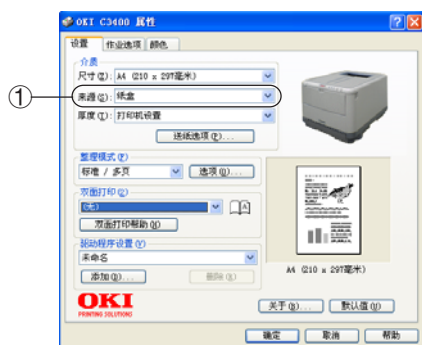 OKI C3400 属性
设置 作业选项 颜色
介质
尺寸(Z): A4 (210 x 297毫米)
① 来源(S): 纸盒
厚度(T): 打印机设置
送纸选项(P)...
整理模式(F)
标准 / 多页 选项(O)...
双面打印(2)
(无) A
双面打印帮助(X)
驱动程序设置(Y)
未命名
添加(D)... 删除(R)
A4 (210 x 297毫米)
OKI
PRINTING SOLUTIONS
关于(B)... 默认值(U)
确定 取消 帮助